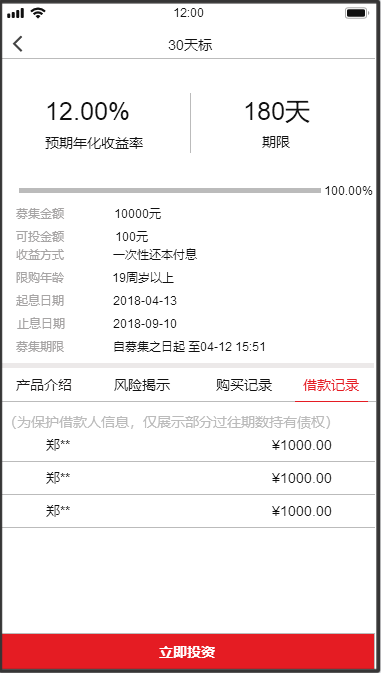 12:00
30天标
12.00% 180天
预期年化收益率 期限
100.00%
募集金额 10000元
可投金额 100元
收益方式 一次性还本付息
限购年龄 19周岁以上
起息日期 2018-04-13
止息日期 2018-09-10
募集期限 自募集之日起 至04-12 15:51
产品介绍 风险揭示 购买记录 借款记录
(为保护借款人信息，仅展示部分过往期数持有债权)
郑** ¥1000.00
郑** ¥1000.00
郑** ¥1000.00
立即投资